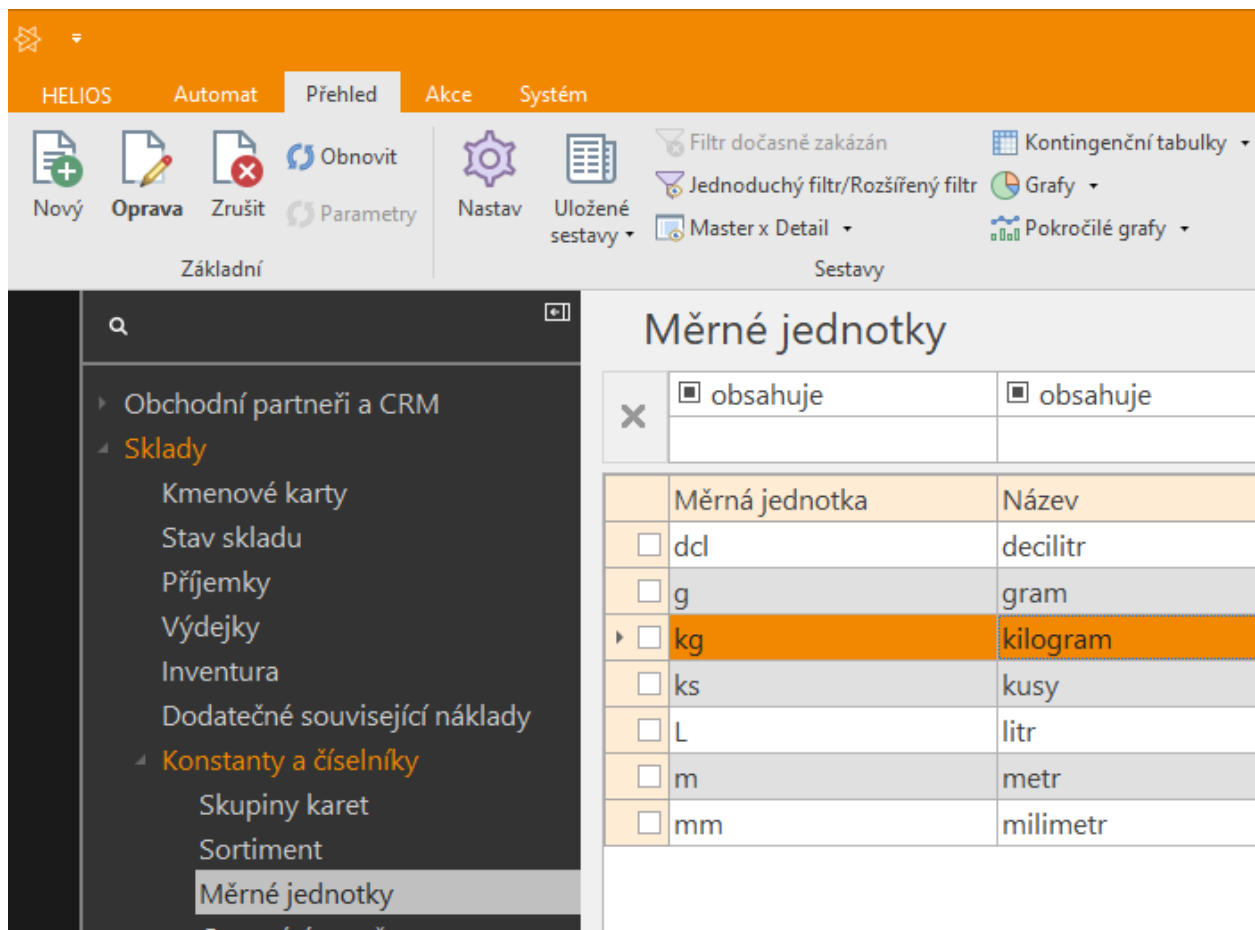 HELIOS Automat Přehled Akce Systém
Nový Oprava Zrušit Obnovit Parametry
Základní
Nastav Uložené sestavy
Filtr dočasně zakázán
Jednoduchý filtr/Rozšířený filtr
Master x Detail
Kontingenční tabulky
Grafy
Pokročilé grafy
Sestavy
Obchodní partneři a CRM
Sklady
Kmenové karty
Stav skladu
Příjemky
Výdejky
Inventura
Dodatečné související náklady
Konstanty a číselníky
Skupiny karet
Sortiment
Měrné jednotky
Měrné jednotky
obsahuje obsahuje
Měrná jednotka Název
dcl decilitr
g gram
kg kilogram
ks kusy
L litr
m metr
mm milimetr